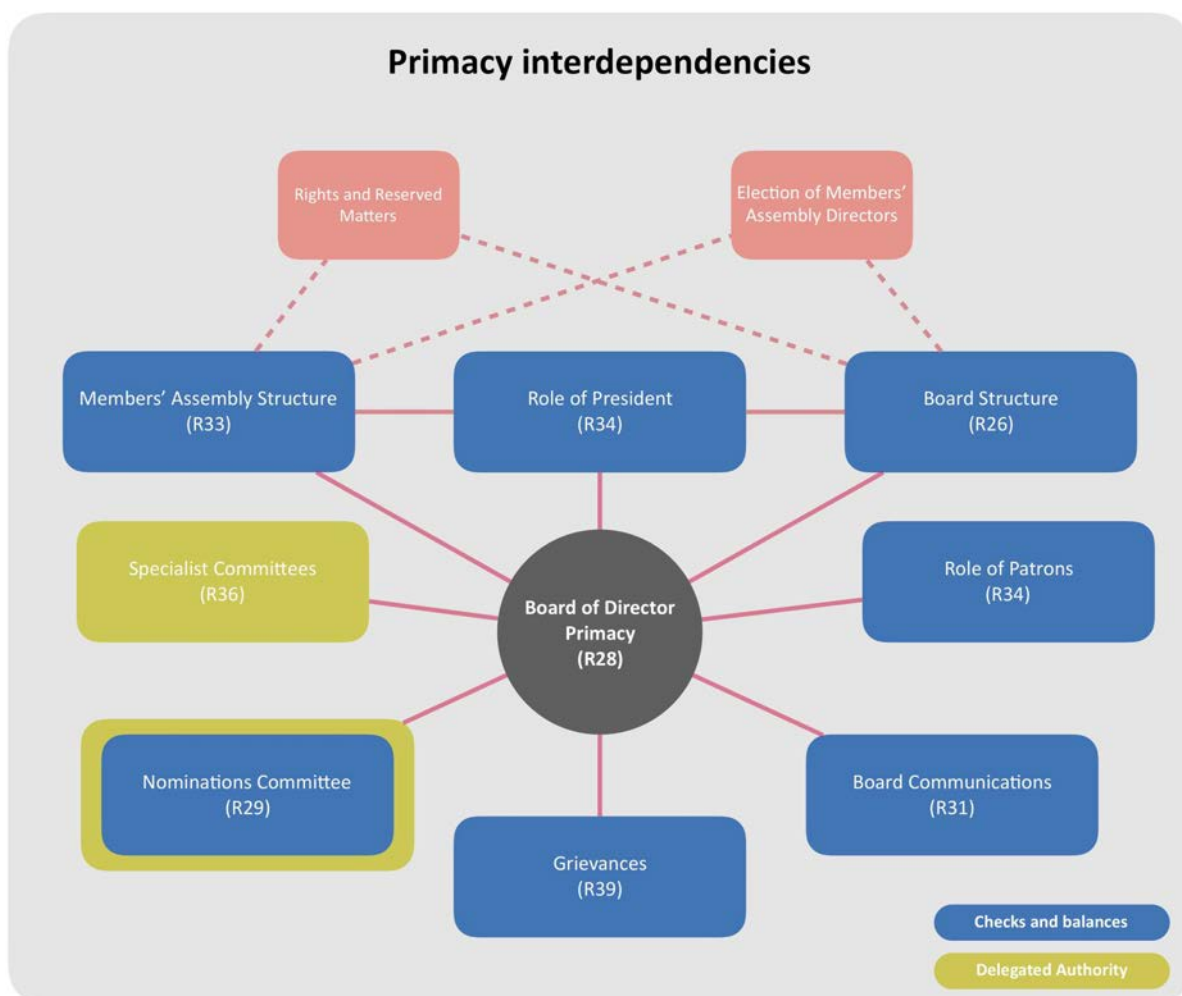 Primacy interdependencies
Rights and Reserved
Matters
Election of Members’
Assembly Directors
Members’ Assembly Structure
(R33)
Role of President
(R34)
Board Structure
(R26)
Specialist Committees
(R36)
Board of Director
Primacy
(R28)
Role of Patrons
(R34)
Nominations Committee
(R29)
Board Communications
(R31)
Grievances
(R39)
Checks and balances
Delegated Authority